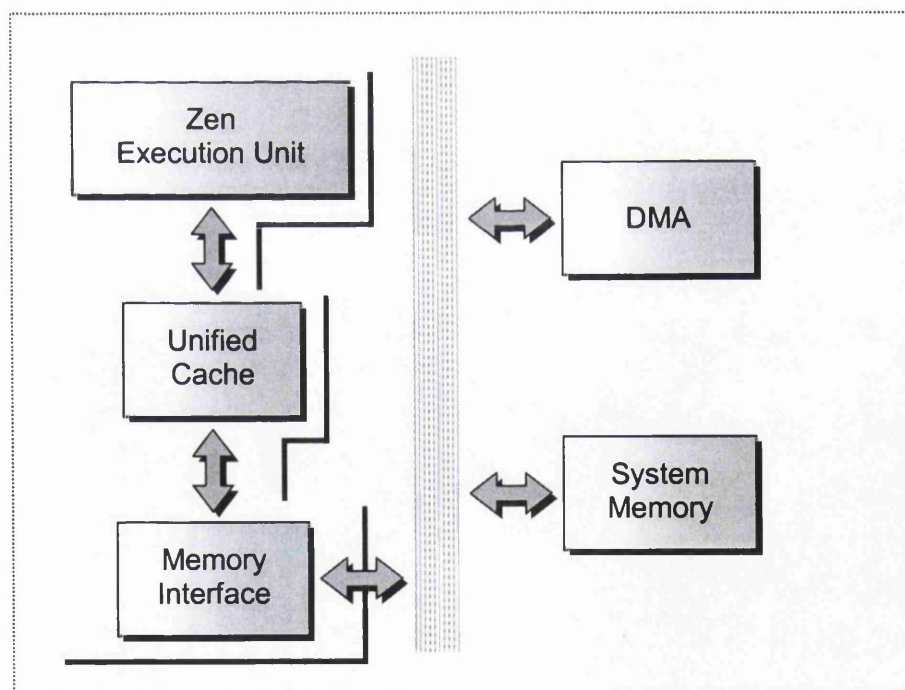 Zen
Execution Unit
DMA
Unified
Cache
System
Memory
Memory
Interface